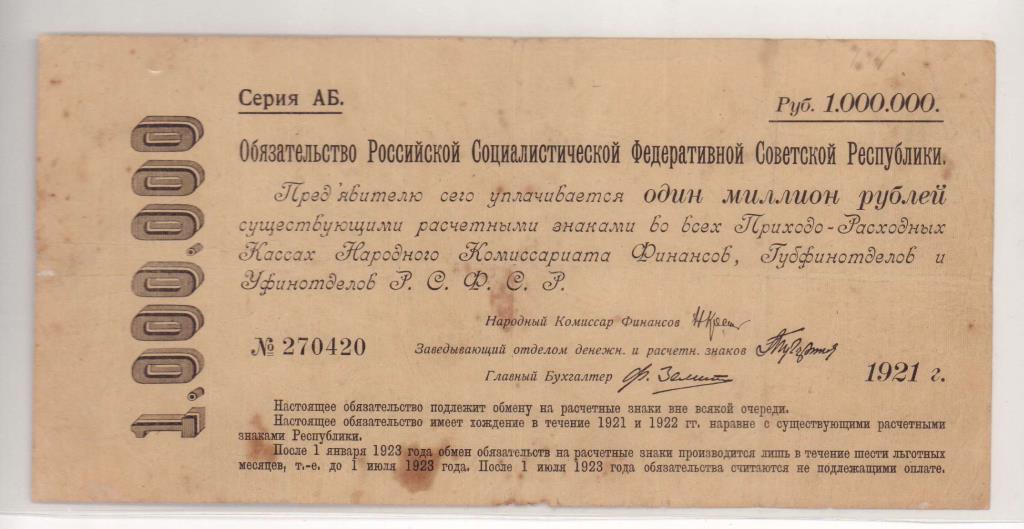 1.000.000
Серия АБ.
Руб. 1.000.000.
Обязательство Российской Социалистической Федеративной Советской Республики.
Пред'явителю сего уплачивается один миллион рублей
существующими расчетными знаками во всех Приходо-Расходных
Кассах Народного Комиссариата Финансов, Губфинотделов и
Уфинотделов Р. С. Ф. С. Р.
Народный Комиссар Финансов
№ 270420
Заведывающий отделом денежн. и расчетн. знаков
Главный Бухгалтер
1921 г.
Настоящее обязательство подлежит обмену на расчетные знаки вне всякой очереди.
Настоящее обязательство имеет хождение в течение 1921 и 1922 гг. наравне с существующими расчетными
знаками Республики.
После 1 января 1923 года обмен обязательств на расчетные знаки производится лишь в течение шести льготных
месяцев, т.-е. до 1 июля 1923 года. После 1 июля 1923 года обязательства считаются не подлежащими оплате.